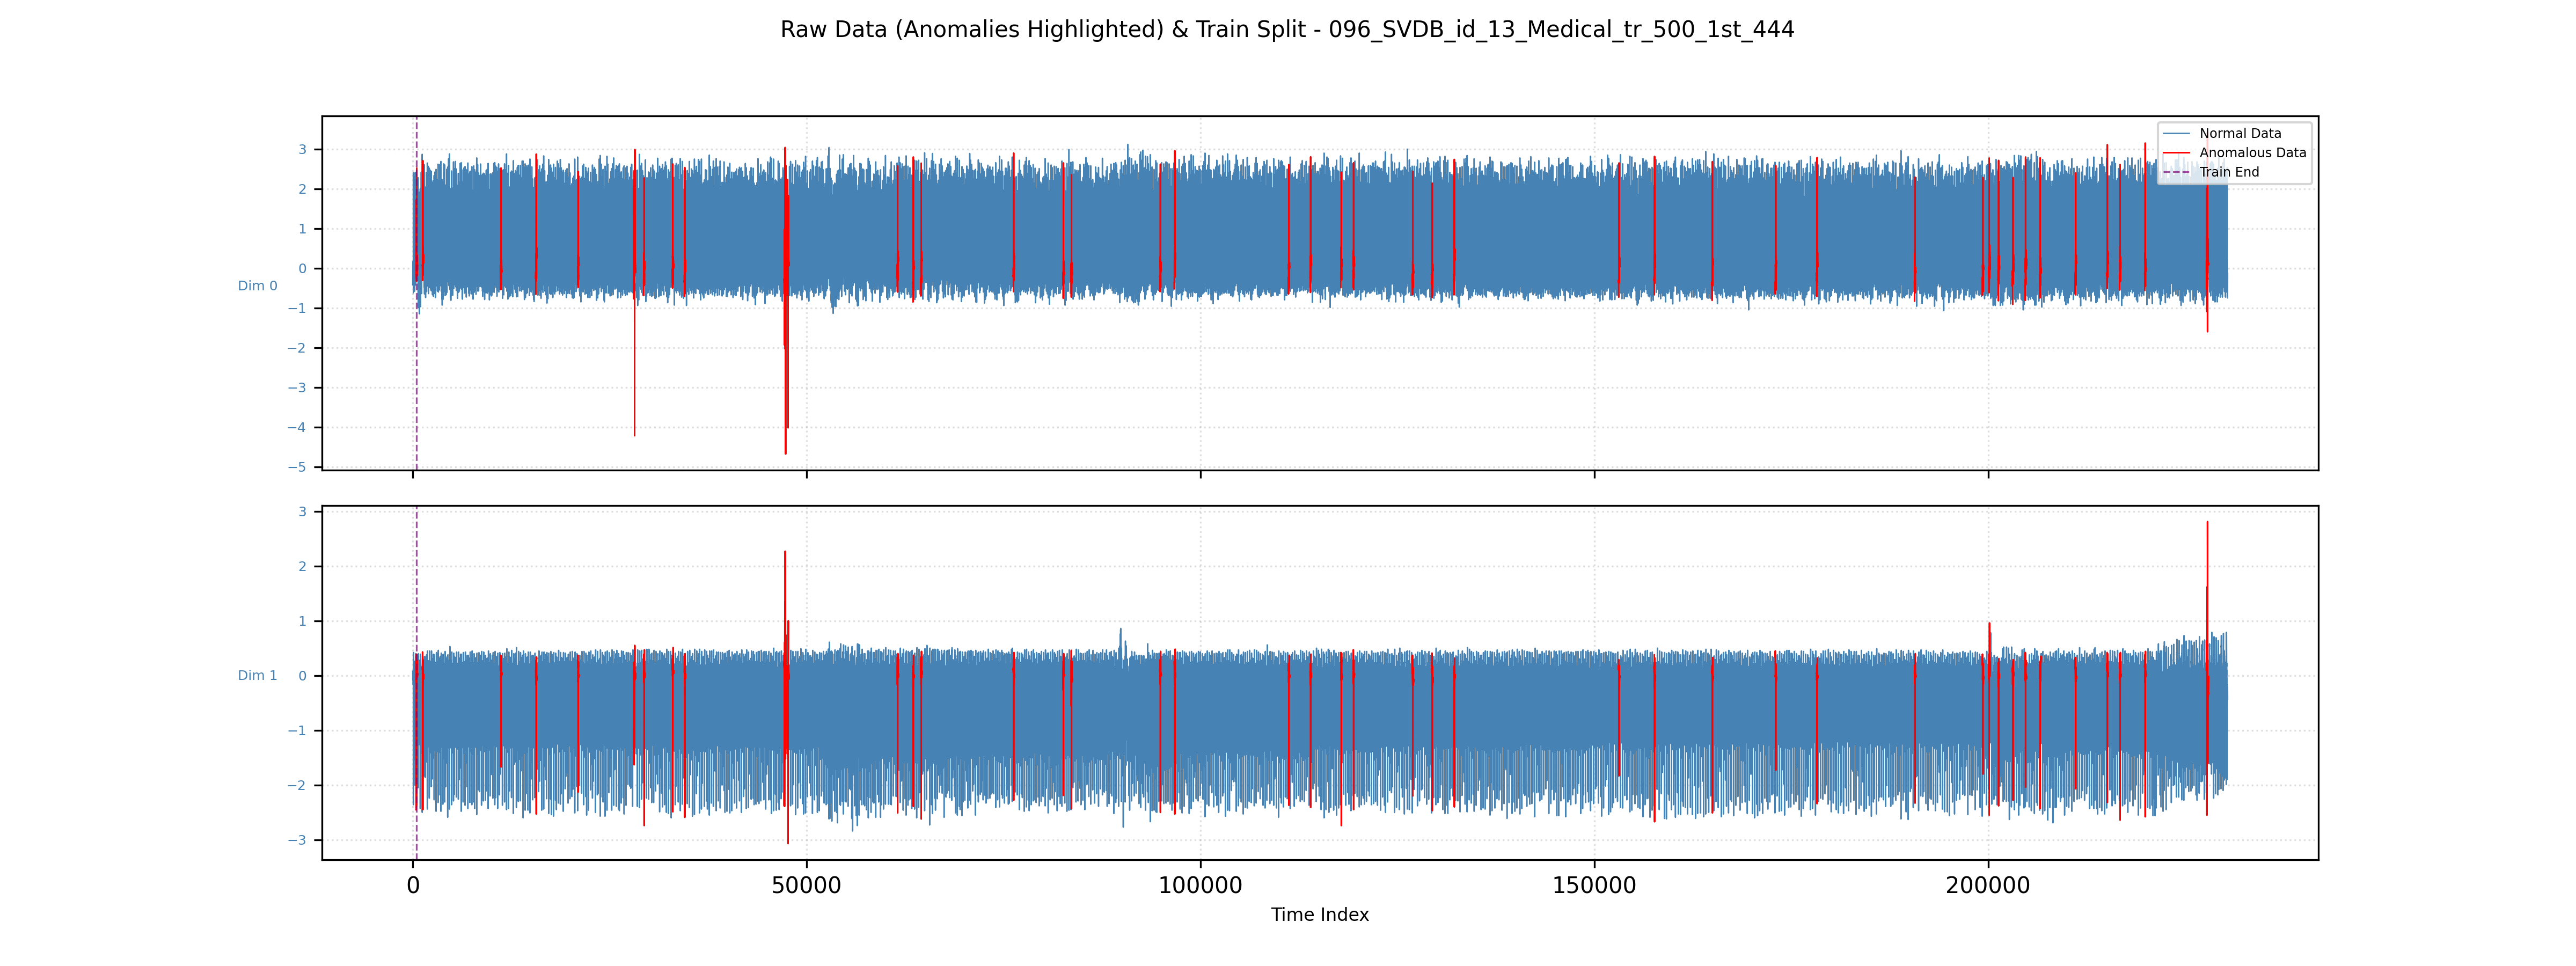 Raw Data (Anomalies Highlighted) & Train Split - 096_SVDB_id_13_Medical_tr_500_1st_444
Normal Data
Anomalous Data
Train End
3
2
1
0
−1
−2
−3
−4
−5
Dim 0
3
2
1
0
−1
−2
−3
Dim 1
0 50000 100000 150000 200000
Time Index